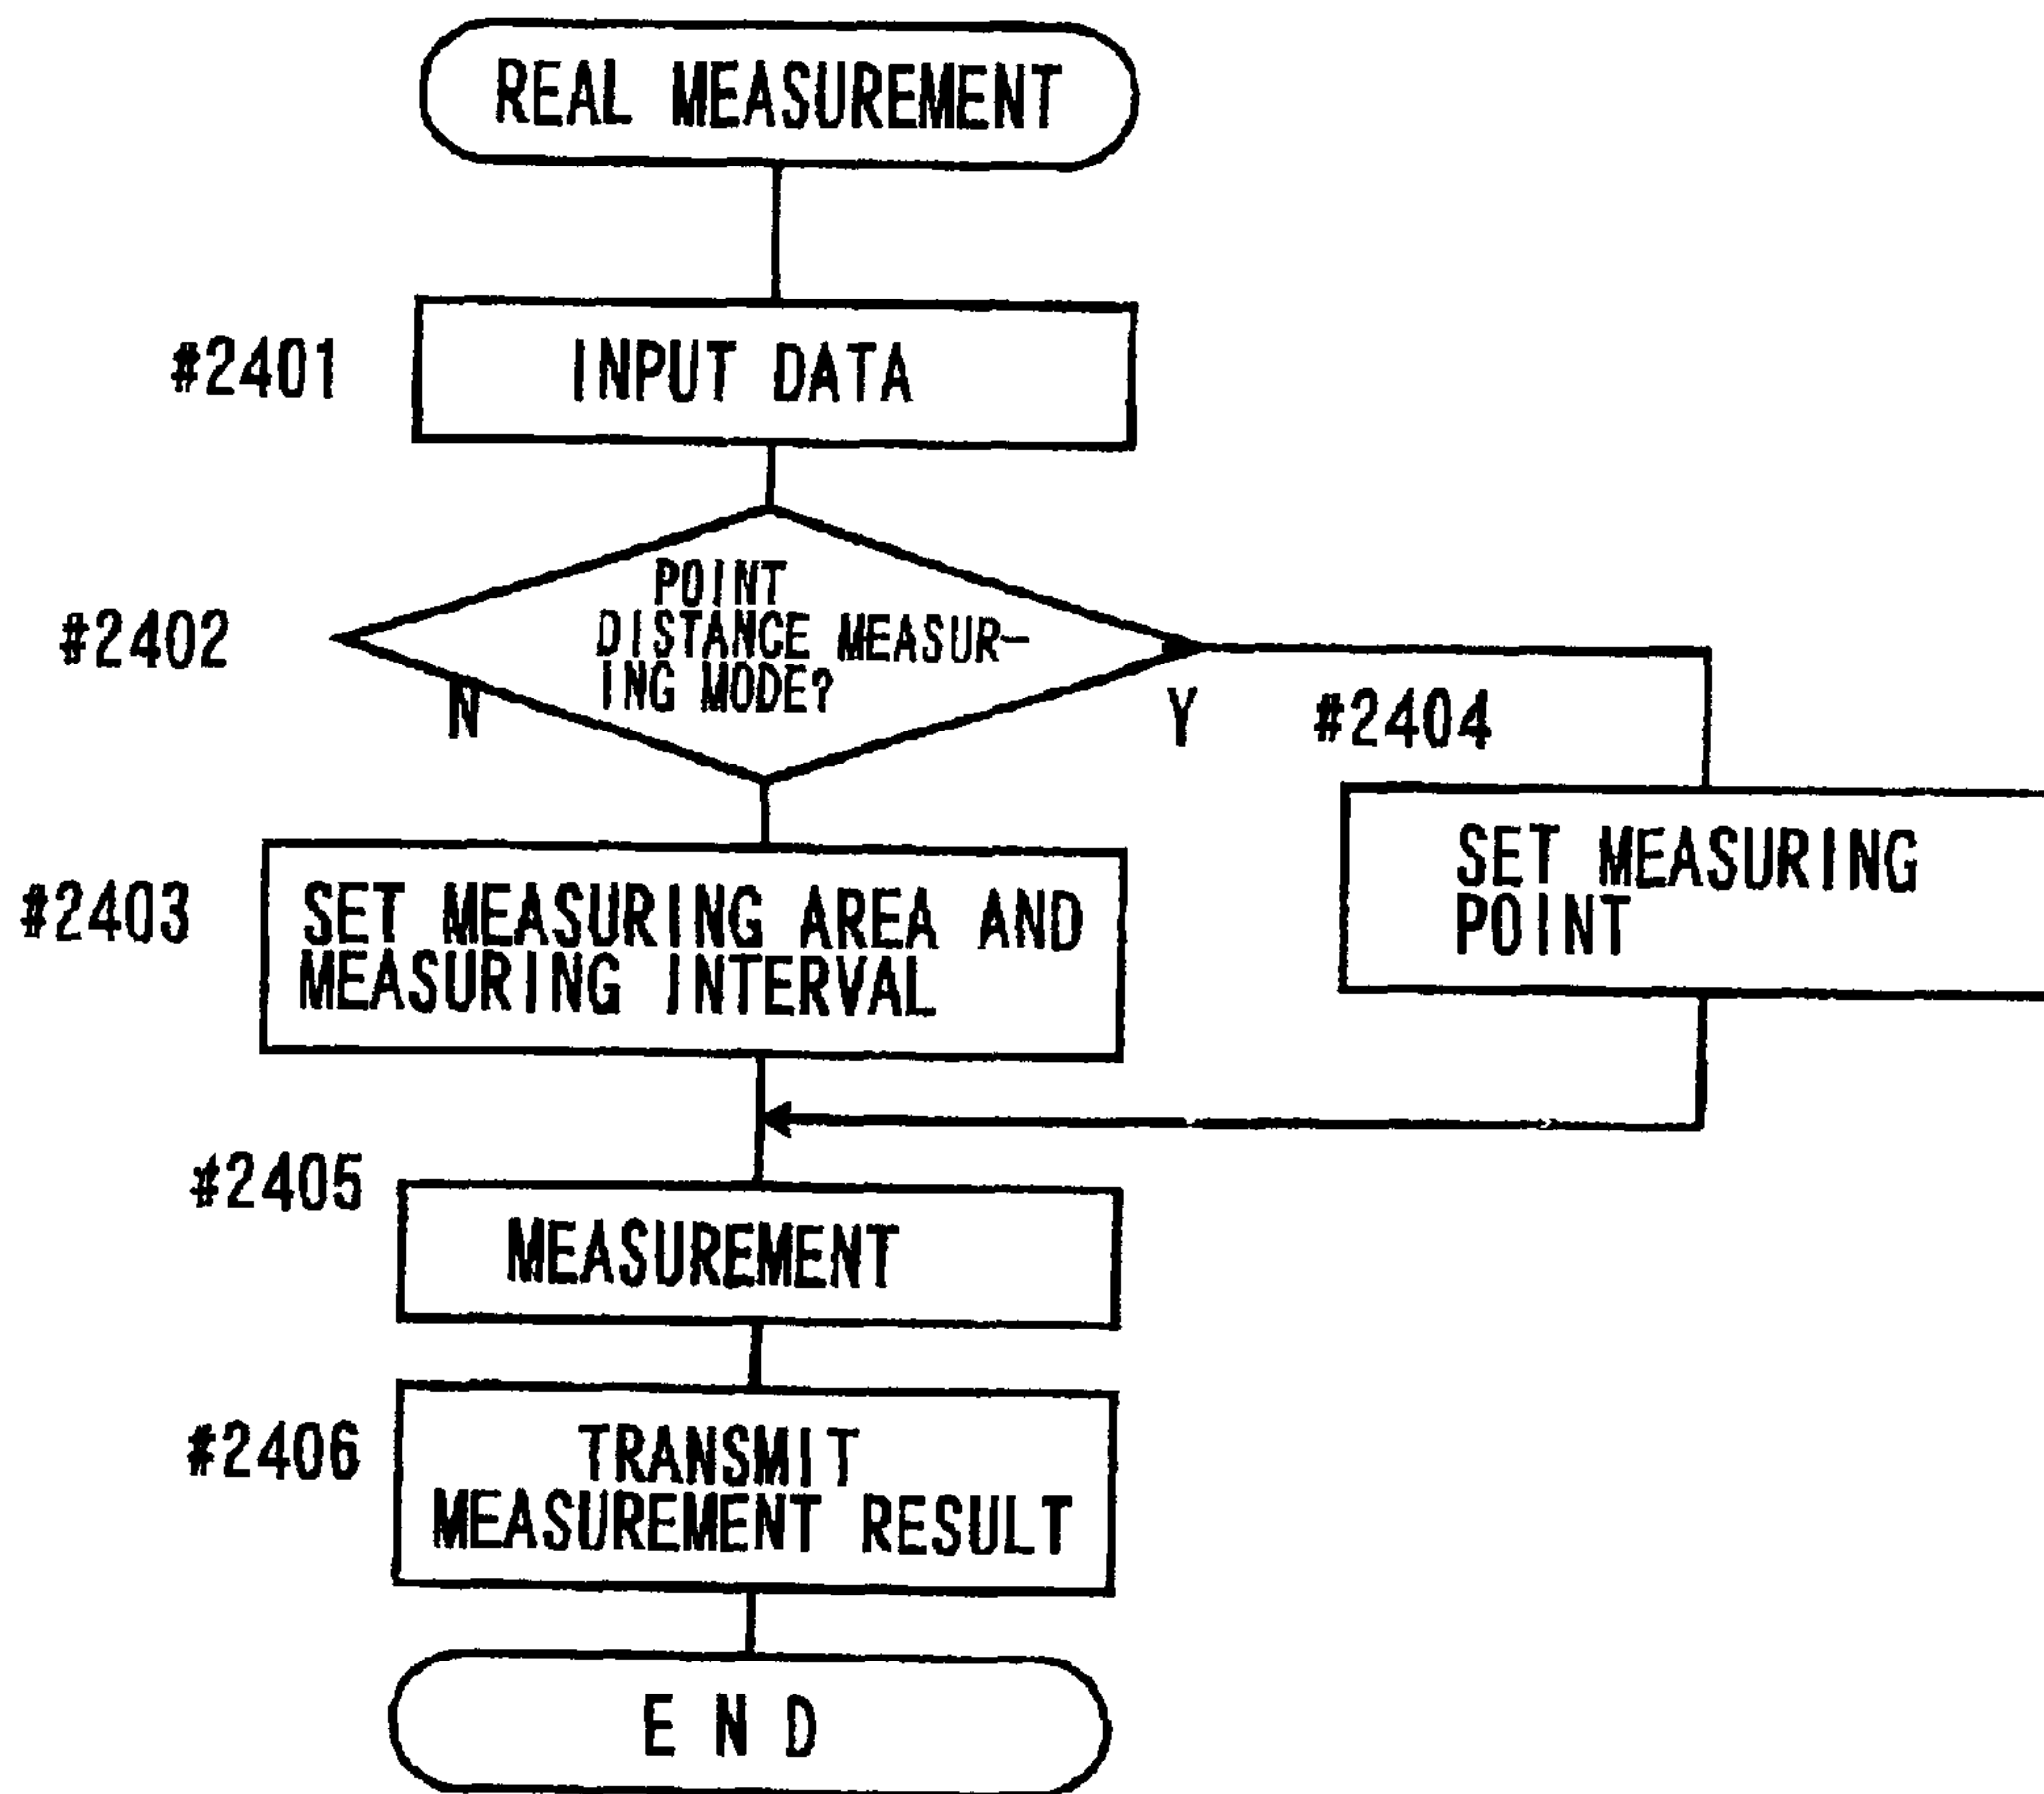 REAL MEASUREMENT
#2401
INPUT DATA
#2402
POINT
DISTANCE MEASUR-
ING MODE?
N
Y
#2404
SET MEASURING
POINT
#2403
SET MEASURING AREA AND
MEASURING INTERVAL
#2405
MEASUREMENT
#2406
TRANSMIT
MEASUREMENT RESULT
END